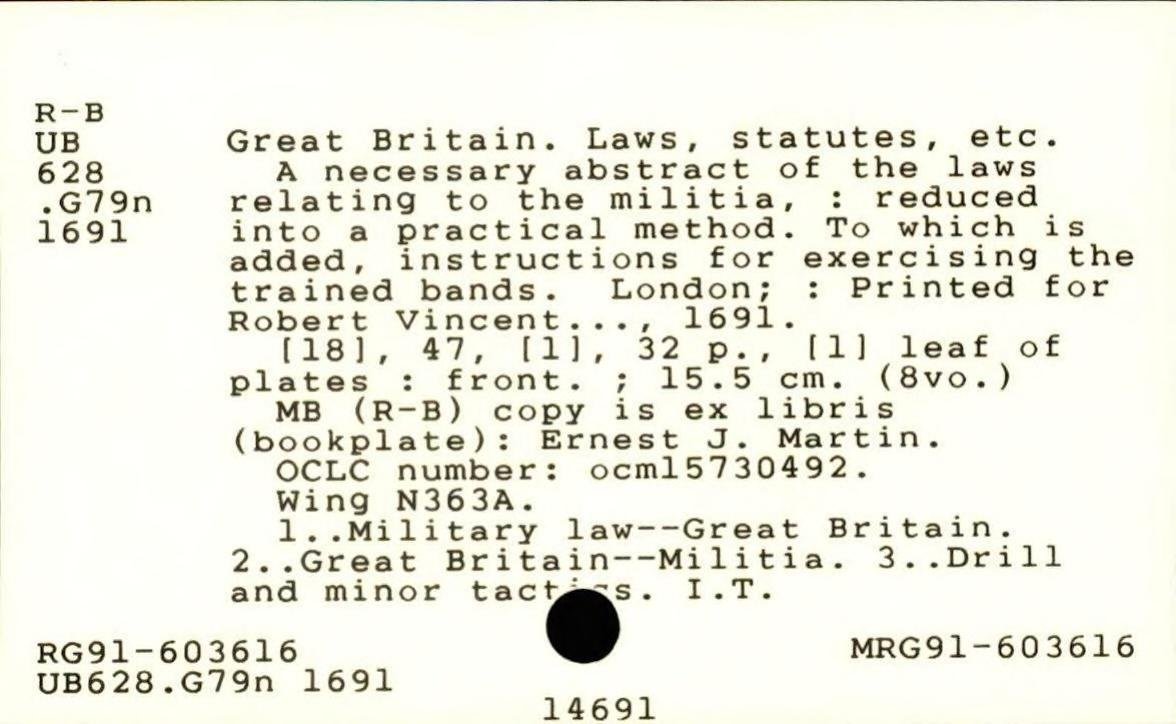 R-B
UB Great Britain. Laws, statutes, etc.
628 A necessary abstract of the laws
.G79n relating to the militia, : reduced
1691 into a practical method. To which is
added, instructions for exercising the
trained bands. London; : Printed for
Robert Vincent..., 1691.
[18], 47, [1], 32 p., [1] leaf of
plates : front. ; 15.5 cm. (8vo.)
MB (R-B) copy is ex libris
(bookplate): Ernest J. Martin.
OCLC number: ocm15730492.
Wing N363A.
1..Military law--Great Britain.
2..Great Britain--Militia. 3..Drill
and minor tactics. I.T.
RG91-603616 MRG91-603616
UB628.G79n 1691
14691